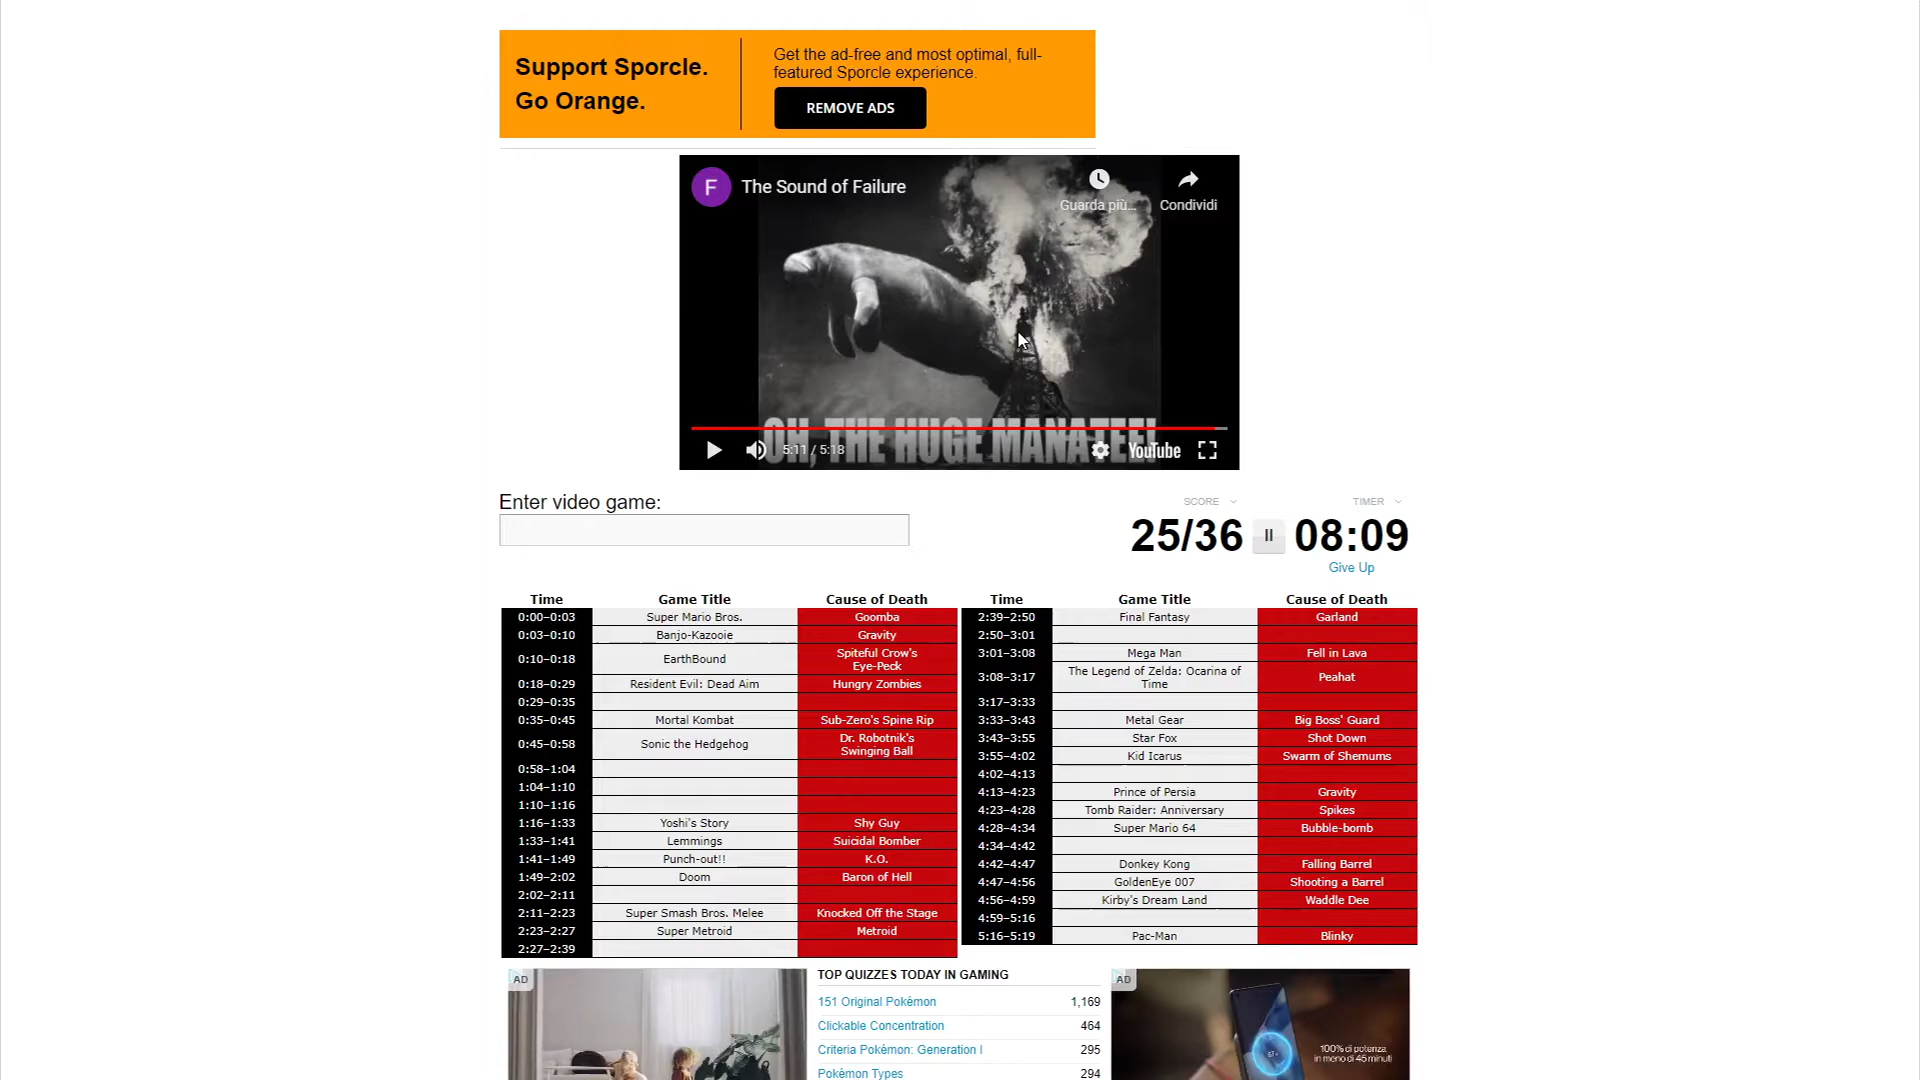 Support Sporcle.
Go Orange.
Get the ad-free and most optimal, full-
featured Sporcle experience.
REMOVE ADS
F
The Sound of Failure
Guarda più...
Condividi
OH, THE HUGE MANATEE!
5:11 / 5:18
YouTube
Enter video game:
SCORE
TIMER
25/36
08:09
Give Up
Time Game Title Cause of Death
0:00–0:03 Super Mario Bros. Goomba
0:03–0:10 Banjo-Kazooie Gravity
0:10–0:18 EarthBound Spiteful Crow's
Eye-Peck
0:18–0:29 Resident Evil: Dead Aim Hungry Zombies
0:29–0:35
0:35–0:45 Mortal Kombat Sub-Zero's Spine Rip
0:45–0:58 Sonic the Hedgehog Dr. Robotnik's
Swinging Ball
0:58–1:04
1:04–1:10
1:10–1:16
1:16–1:33 Yoshi's Story Shy Guy
1:33–1:41 Lemmings Suicidal Bomber
1:41–1:49 Punch-out!! K.O.
1:49–2:02 Doom Baron of Hell
2:02–2:11
2:11–2:23 Super Smash Bros. Melee Knocked Off the Stage
2:23–2:27 Super Metroid Metroid
2:27–2:39
Time Game Title Cause of Death
2:39–2:50 Final Fantasy Garland
2:50–3:01
3:01–3:08 Mega Man Fell in Lava
3:08–3:17 The Legend of Zelda: Ocarina of
Time Peahat
3:17–3:33
3:33–3:43 Metal Gear Big Boss' Guard
3:43–3:55 Star Fox Shot Down
3:55–4:02 Kid Icarus Swarm of Shemums
4:02–4:13
4:13–4:23 Prince of Persia Gravity
4:23–4:28 Tomb Raider: Anniversary Spikes
4:28–4:34 Super Mario 64 Bubble-bomb
4:34–4:42
4:42–4:47 Donkey Kong Falling Barrel
4:47–4:56 GoldenEye 007 Shooting a Barrel
4:56–4:59 Kirby's Dream Land Waddle Dee
4:59–5:16
5:16–5:19 Pac-Man Blinky
AD
TOP QUIZZES TODAY IN GAMING
151 Original Pokémon 1,169
Clickable Concentration 464
Criteria Pokémon: Generation I 295
Pokémon Types 294
AD
100% di potenza
in meno di 45 minuti